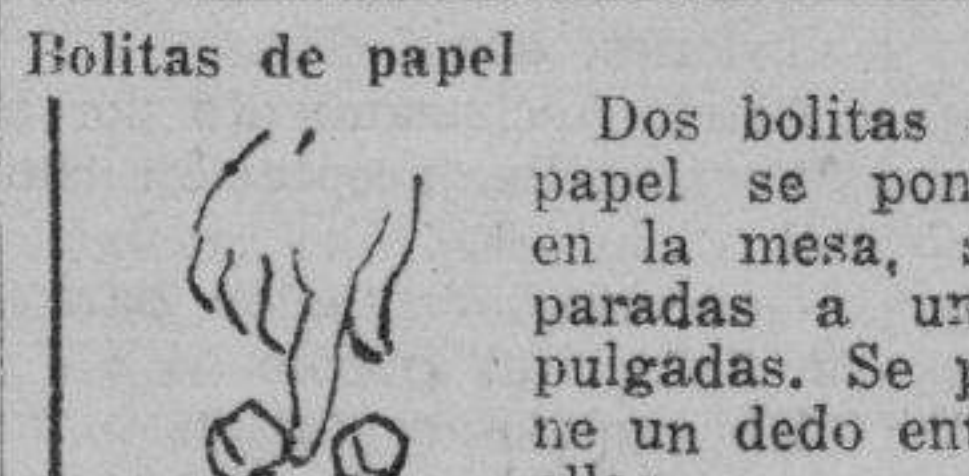 Bolitas de papel
Dos bolitas
papel se pon
en la mesa, s
paradas a un
pulgadas. Se p
ne un dedo ent